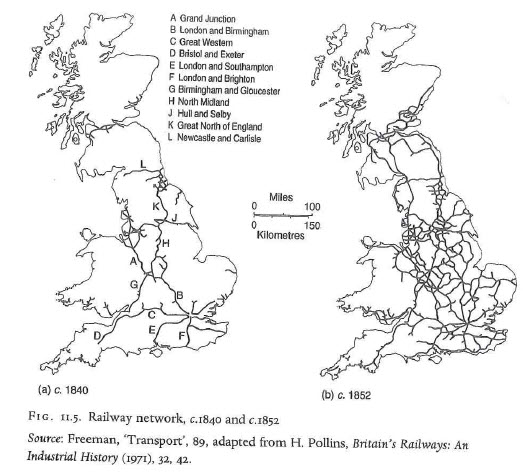 A Grand Junction
B London and Birmingham
C Great Western
D Bristol and Exeter
E London and Southampton
F London and Brighton
G Birmingham and Gloucester
H North Midland
J Hull and Selby
K Great North of England
L Newcastle and Carlisle
L
K
J
H
A
G
B
C
E
F
D
Miles
0 100
0 150
Kilometres
(a) c. 1840
(b) c. 1852
FIG. 11.5. Railway network, c.1840 and c.1852
Source: Freeman, 'Transport', 89, adapted from H. Pollins, Britain's Railways: An
Industrial History (1971), 32, 42.